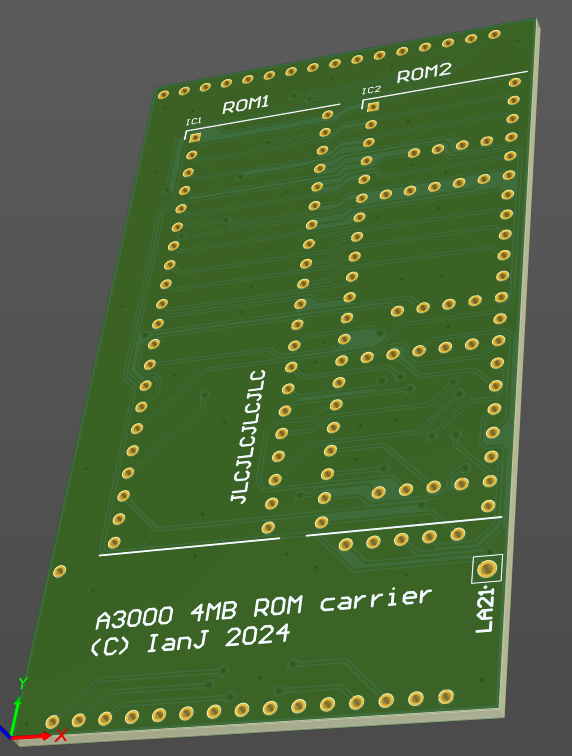 ROM1
ROM2
IC1
IC2
JLCJLCJLCJLC
LA21
A3000 4MB ROM carrier
(C) IanJ 2024
Y
X